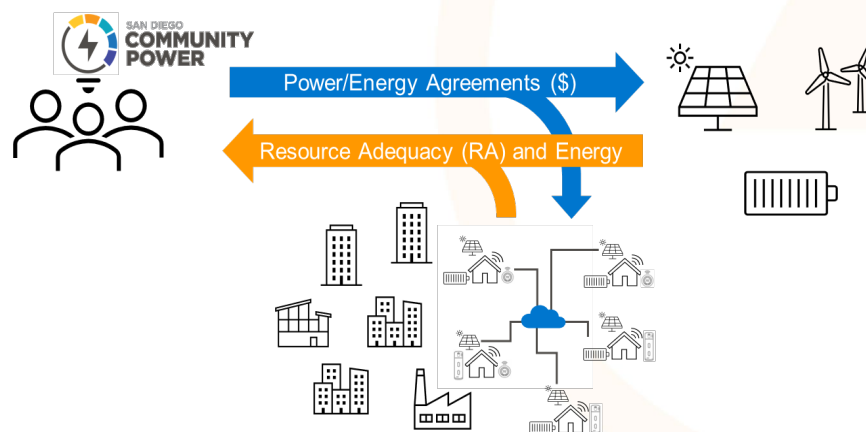 SAN DIEGO
COMMUNITY
POWER
Power/Energy Agreements ($)
Resource Adequacy (RA) and Energy